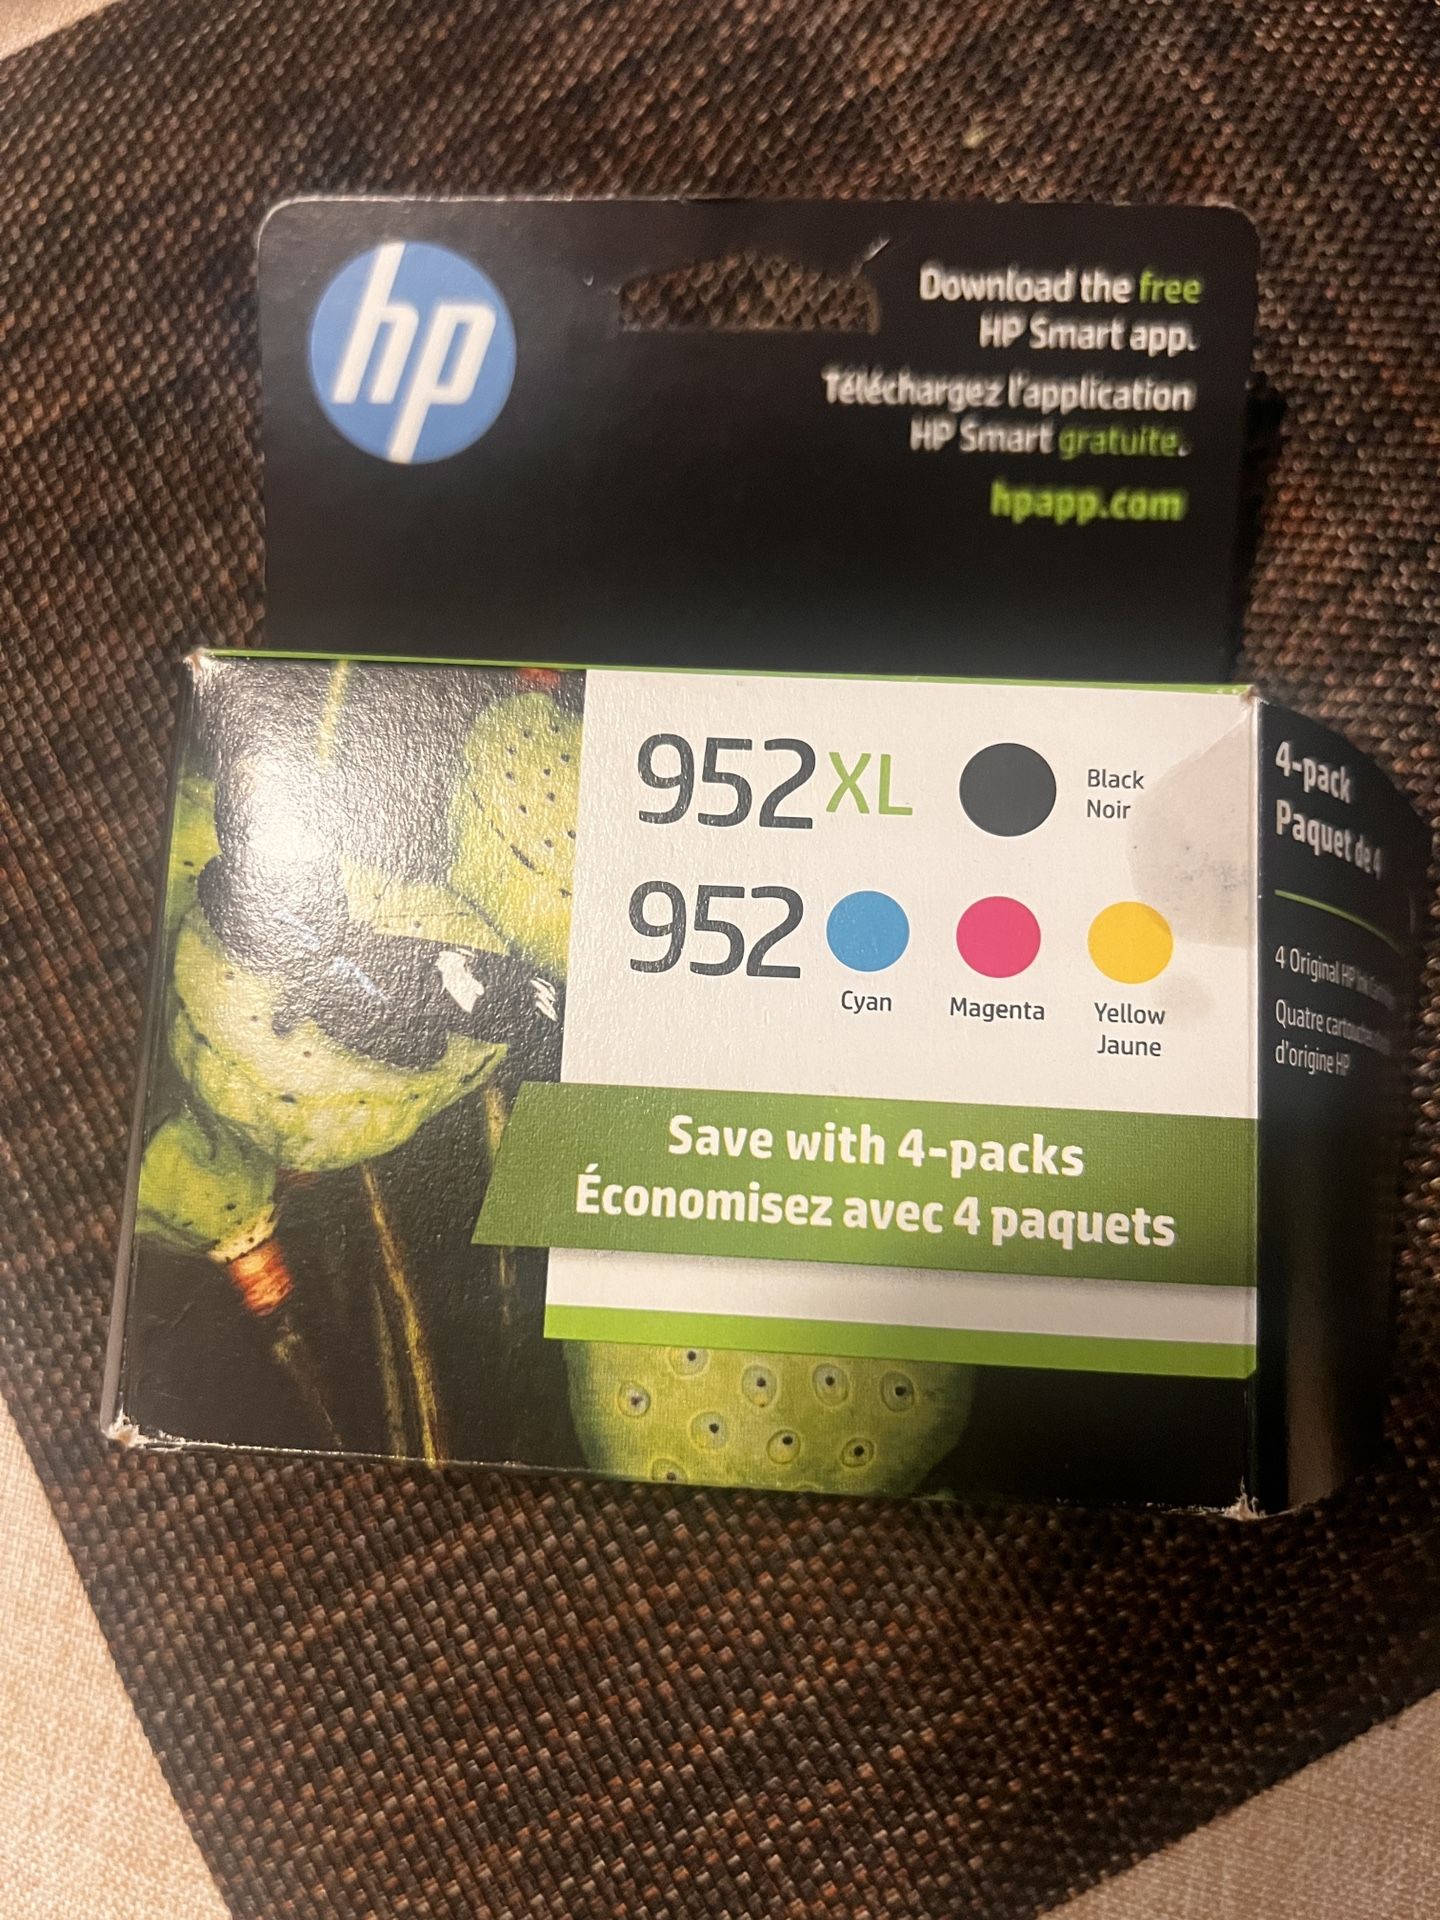 hp
Download the free
HP Smart app.
Téléchargez l'application
HP Smart gratuite.
hpapp.com
952XL
Black
Noir
952
Cyan
Magenta
Yellow
Jaune
Save with 4-packs
Économisez avec 4 paquets
4-pack
Paquet de 4
4 Original HP Ink
Quatre cartouches
d'origine HP